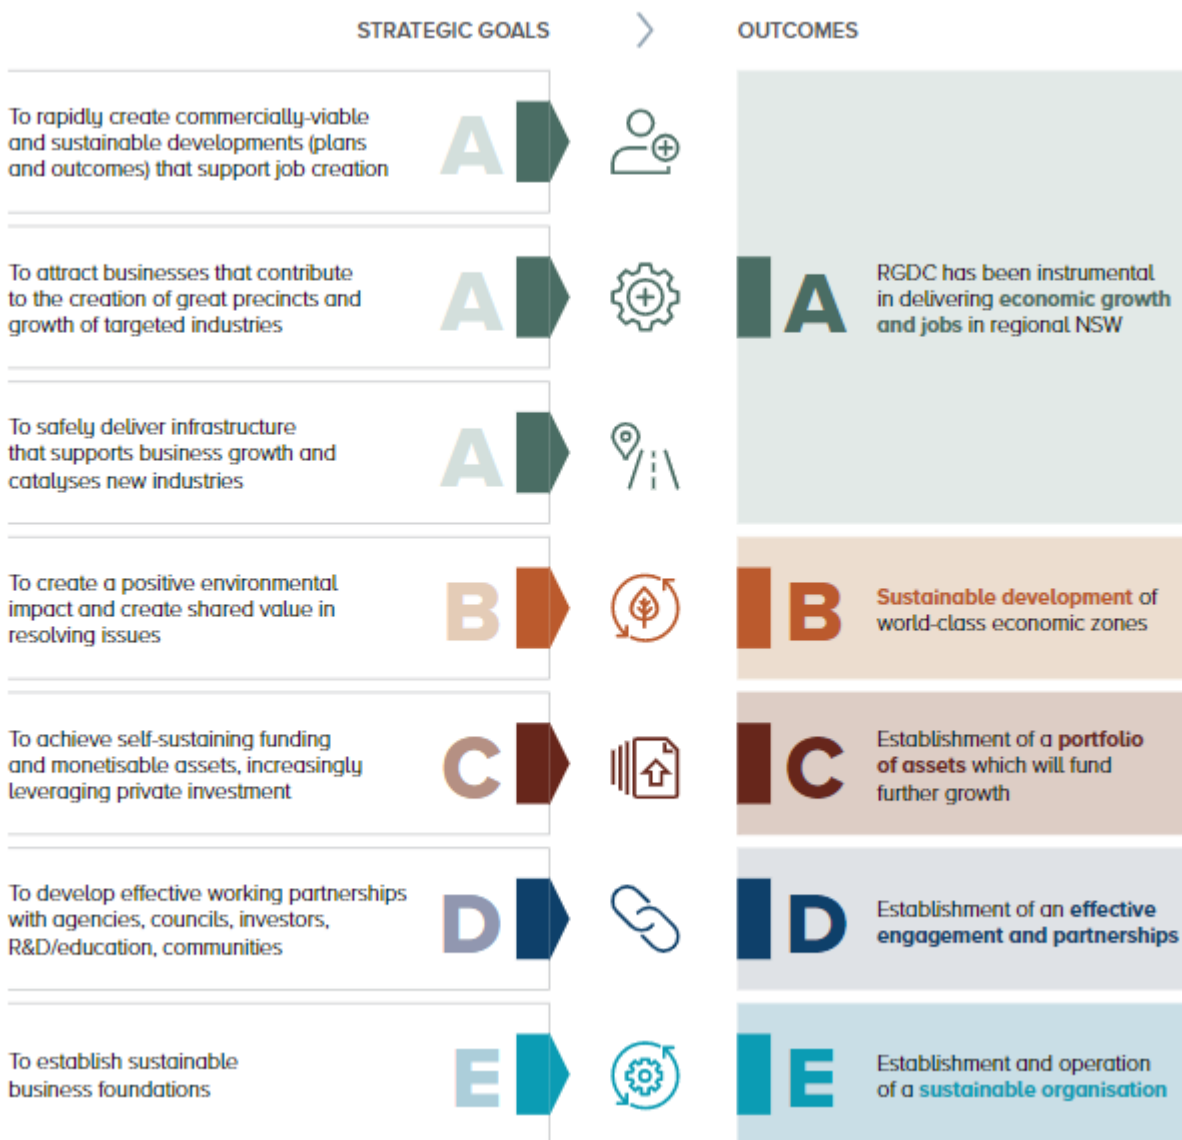 STRATEGIC GOALS
OUTCOMES
To rapidly create commercially-viable
and sustainable developments (plans
and outcomes) that support job creation
A
To attract businesses that contribute
to the creation of great precincts and
growth of targeted industries
A
To safely deliver infrastructure
that supports business growth and
catalyses new industries
A
A
RGDC has been instrumental
in delivering economic growth
and jobs in regional NSW
To create a positive environmental
impact and create shared value in
resolving issues
B
B
Sustainable development of
world-class economic zones
To achieve self-sustaining funding
and monetisable assets, increasingly
leveraging private investment
C
C
Establishment of a portfolio
of assets which will fund
further growth
To develop effective working partnerships
with agencies, councils, investors,
R&D/education, communities
D
D
Establishment of an effective
engagement and partnerships
To establish sustainable
business foundations
E
E
Establishment and operation
of a sustainable organisation